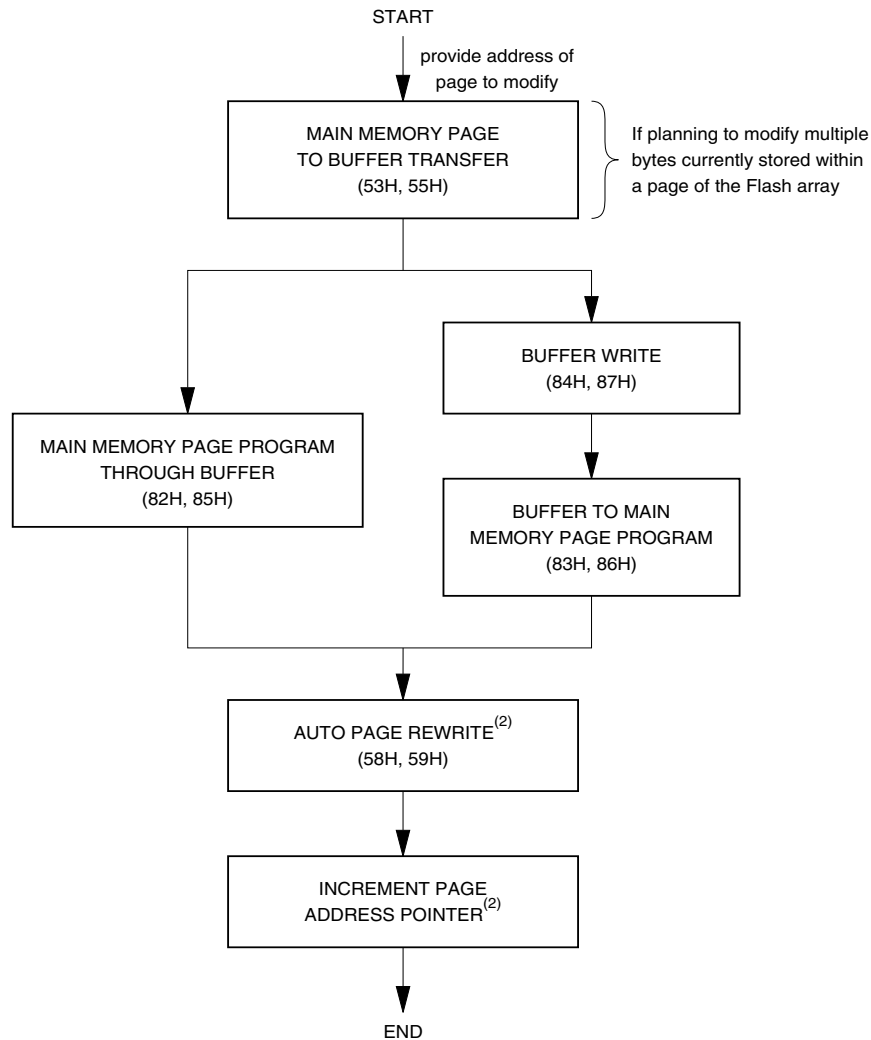 START
provide address of
page to modify
MAIN MEMORY PAGE
TO BUFFER TRANSFER
(53H, 55H)
If planning to modify multiple
bytes currently stored within
a page of the Flash array
BUFFER WRITE
(84H, 87H)
MAIN MEMORY PAGE PROGRAM
THROUGH BUFFER
(82H, 85H)
BUFFER TO MAIN
MEMORY PAGE PROGRAM
(83H, 86H)
AUTO PAGE REWRITE(2)
(58H, 59H)
INCREMENT PAGE
ADDRESS POINTER(2)
END